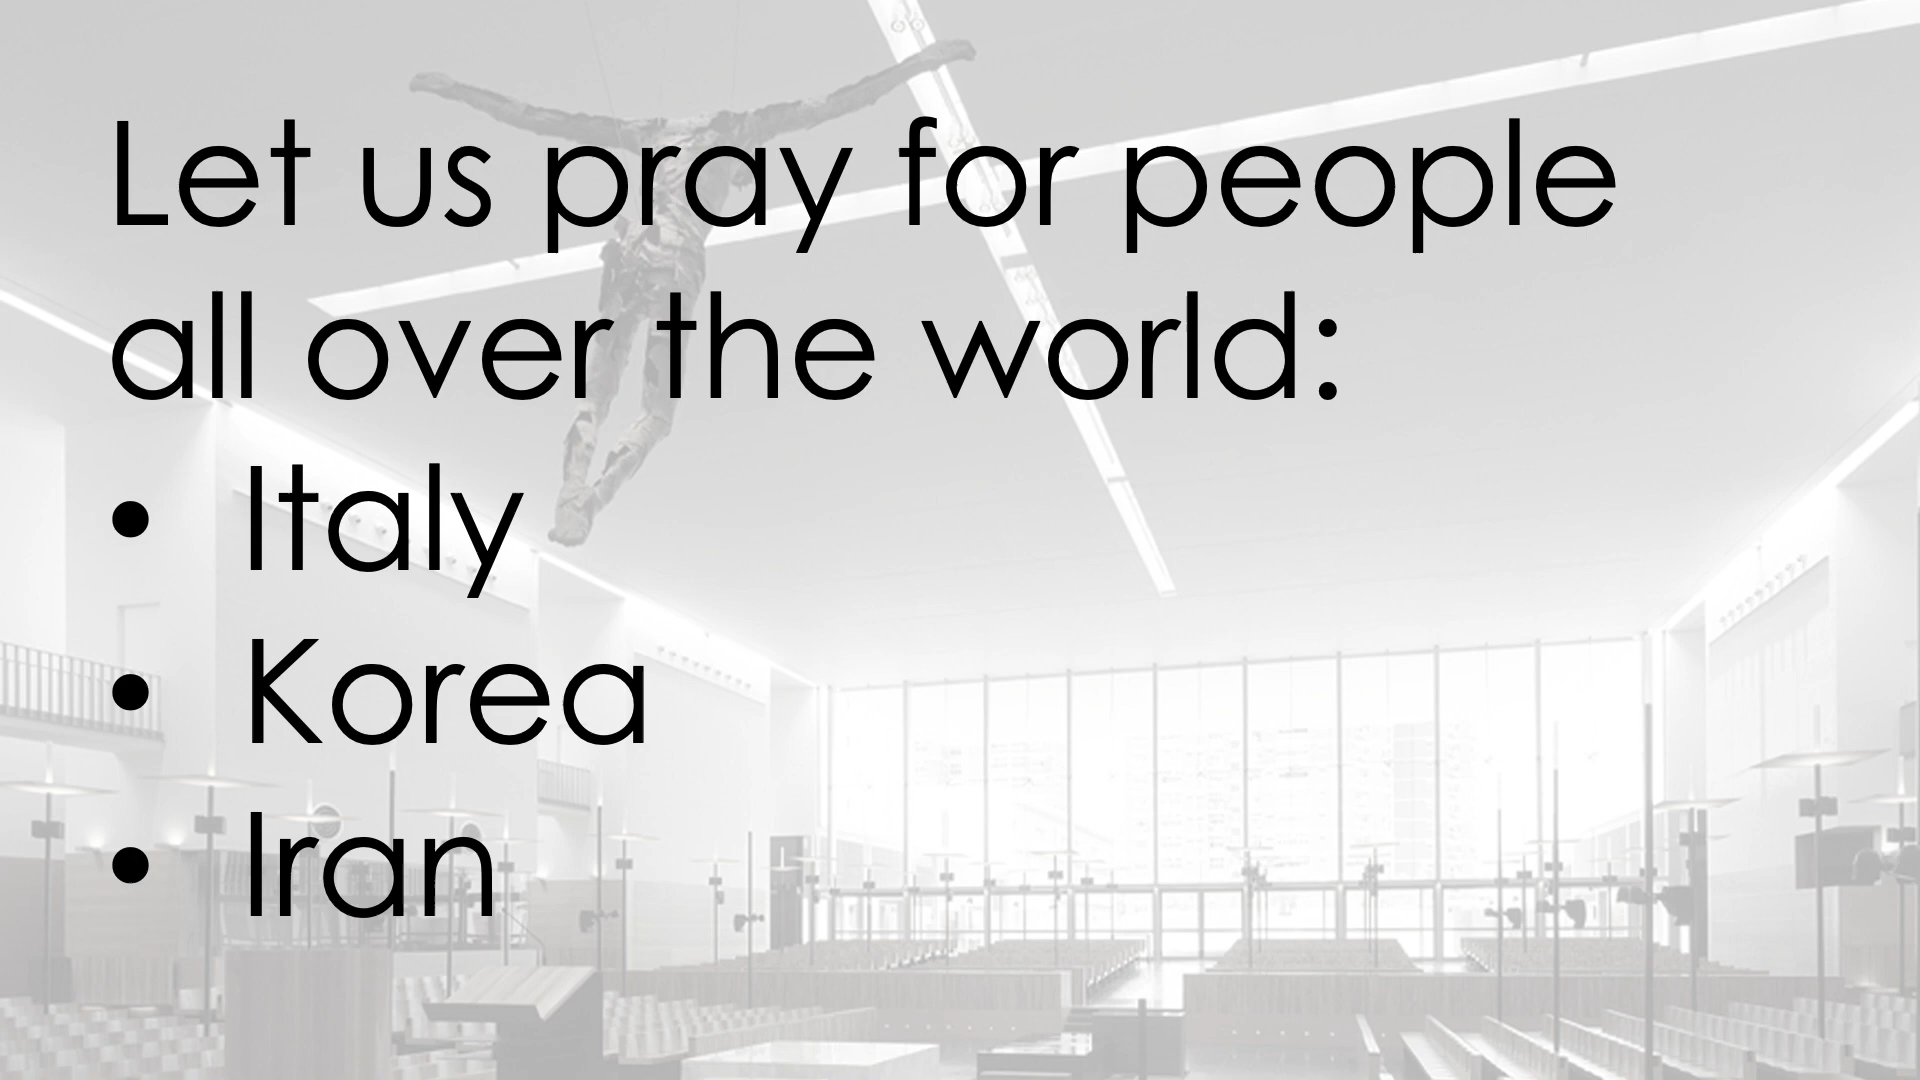 Let us pray for people
all over the world:
• Italy
• Korea
• Iran